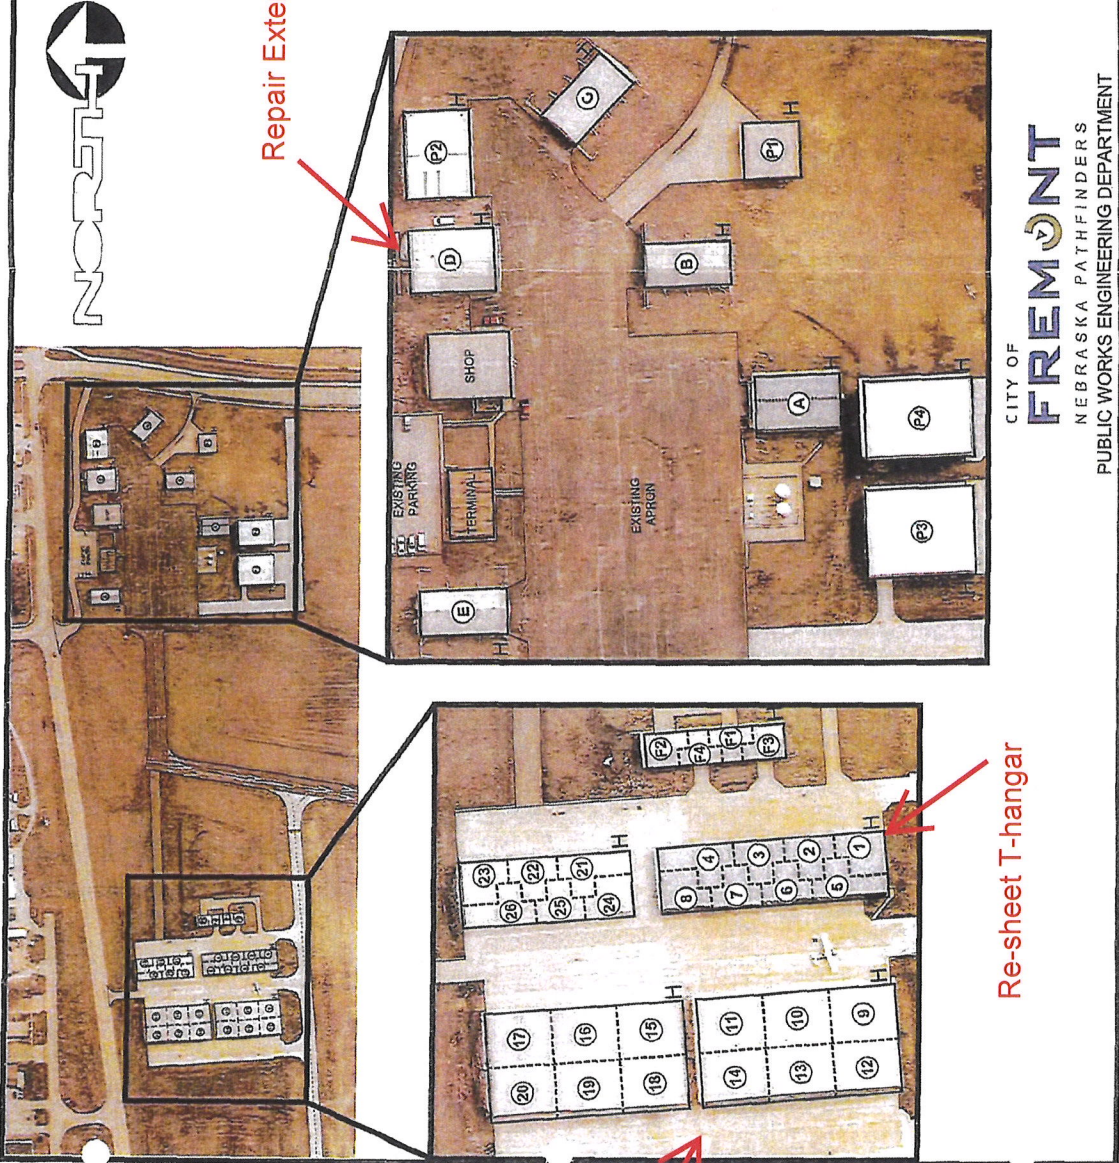 NORTH
Repair Exte
P2
C
D
P1
B
SHOP
EXISTING
PARKING
TERMINAL
EXISTING
APRON
A
P4
P3
E
H
H
H
H
H
H
H
H
CITY OF
FREMONT
NEBRASKA PATHFINDERS
PUBLIC WORKS ENGINEERING DEPARTMENT
F2
F4
F1
F3
23
22
21
26
25
24
H
4
3
2
1
8
7
6
5
H
17
16
15
20
19
18
H
11
10
9
14
13
12
H
Re-sheet T-hangar